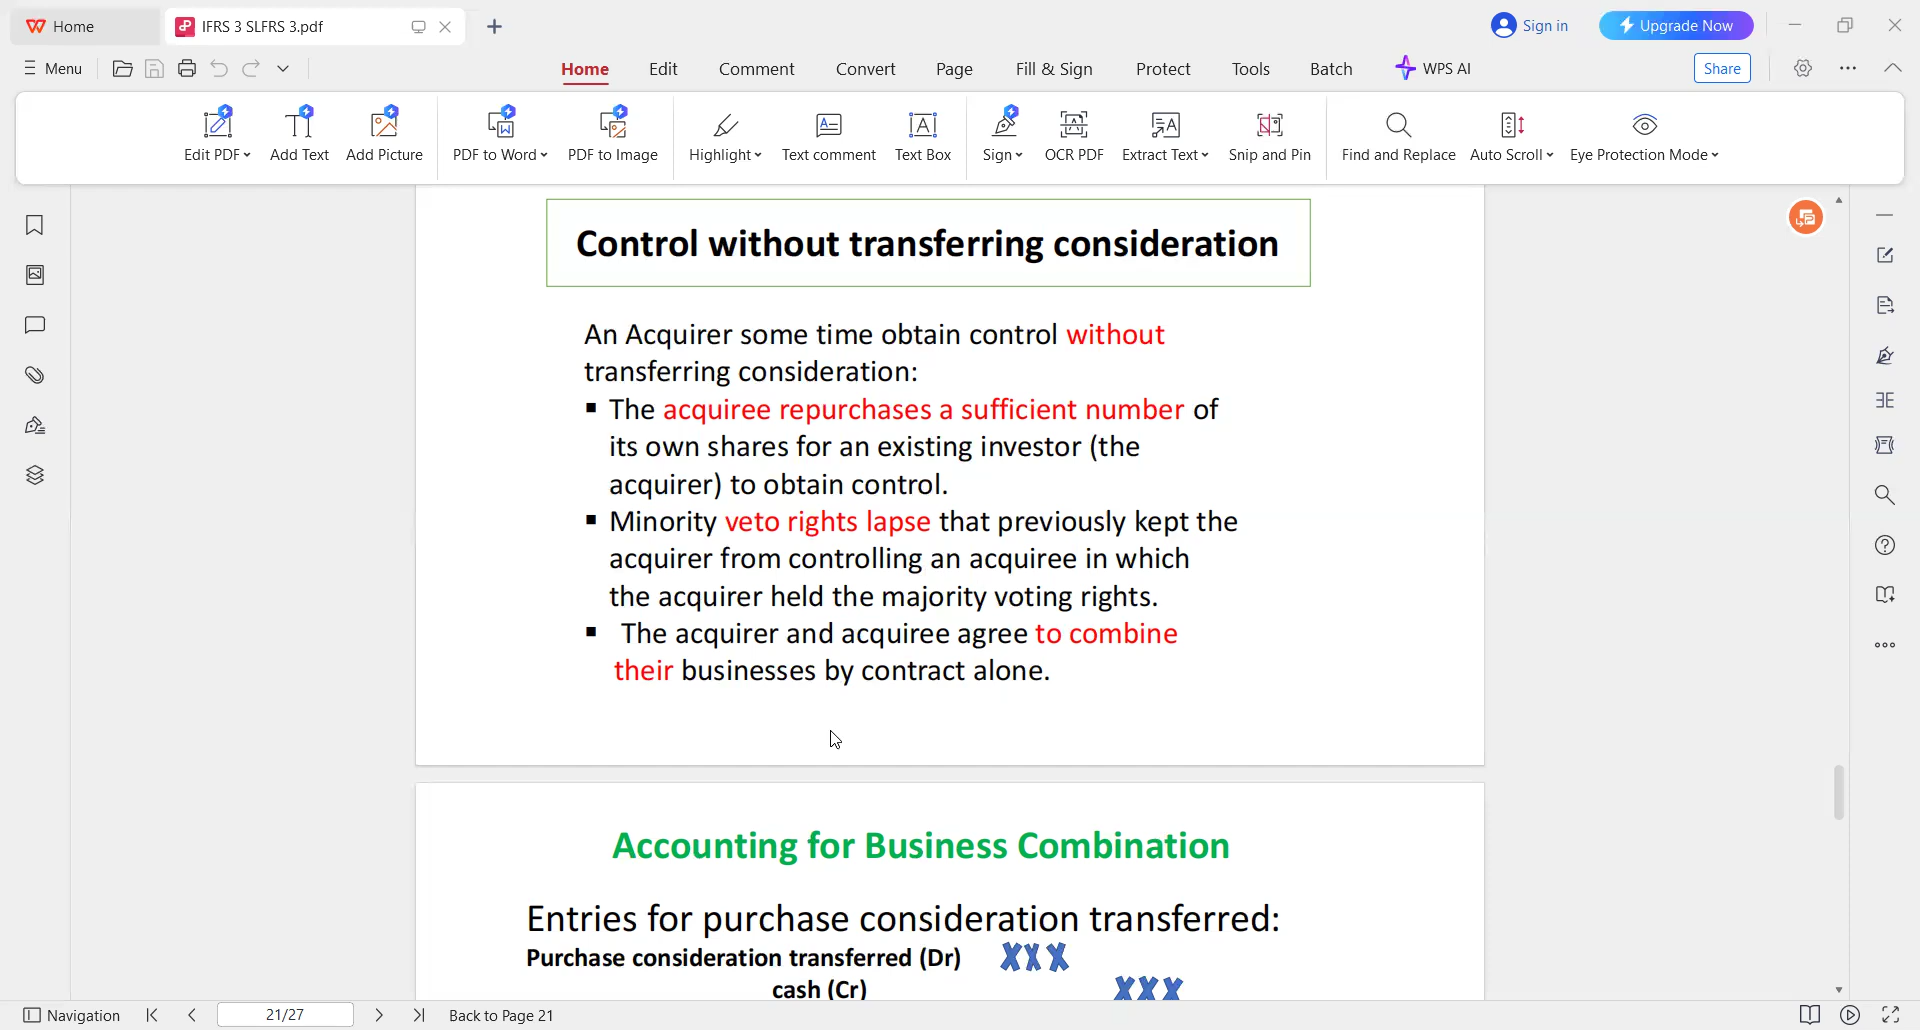 Home
IFRS 3 SLFRS 3.pdf
Sign in
Upgrade Now
Menu
Home Edit Comment Convert Page Fill & Sign Protect Tools Batch WPS AI
Share
Edit PDF Add Text Add Picture PDF to Word PDF to Image Highlight Text comment Text Box Sign OCR PDF Extract Text Snip and Pin Find and Replace Auto Scroll Eye Protection Mode
Control without transferring consideration
An Acquirer some time obtain control without
transferring consideration:
▪ The acquiree repurchases a sufficient number of
its own shares for an existing investor (the
acquirer) to obtain control.
▪ Minority veto rights lapse that previously kept the
acquirer from controlling an acquiree in which
the acquirer held the majority voting rights.
▪ The acquirer and acquiree agree to combine
their businesses by contract alone.
Accounting for Business Combination
Entries for purchase consideration transferred:
Purchase consideration transferred (Dr) XXX
cash (Cr) XXX
Navigation
21/27
Back to Page 21